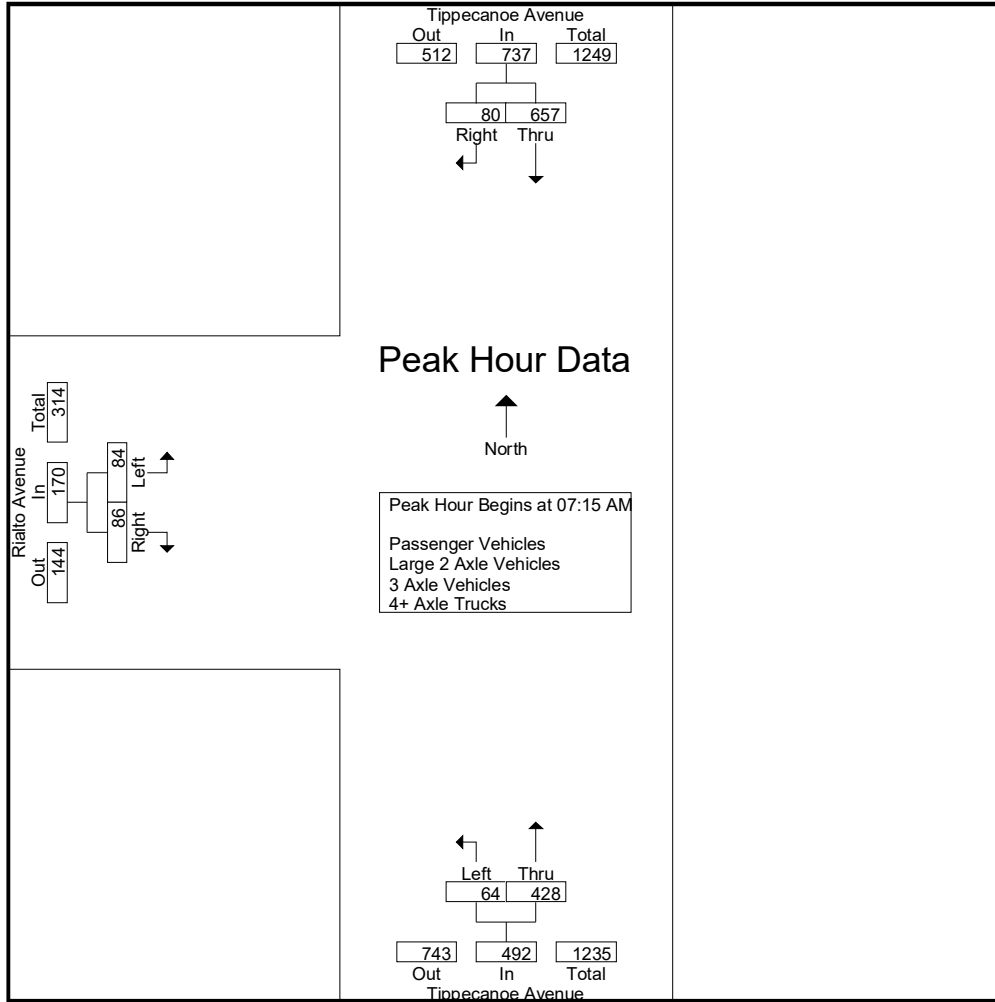 Tippecanoe Avenue
Out In Total
512 737 1249
80 657
Right Thru
Peak Hour Data
North
Rialto Avenue
Total In Out
314 170 144
84 86
Left Right
Peak Hour Begins at 07:15 AM
Passenger Vehicles
Large 2 Axle Vehicles
3 Axle Vehicles
4+ Axle Trucks
Left Thru
64 428
743 492 1235
Out In Total
Tippecanoe Avenue